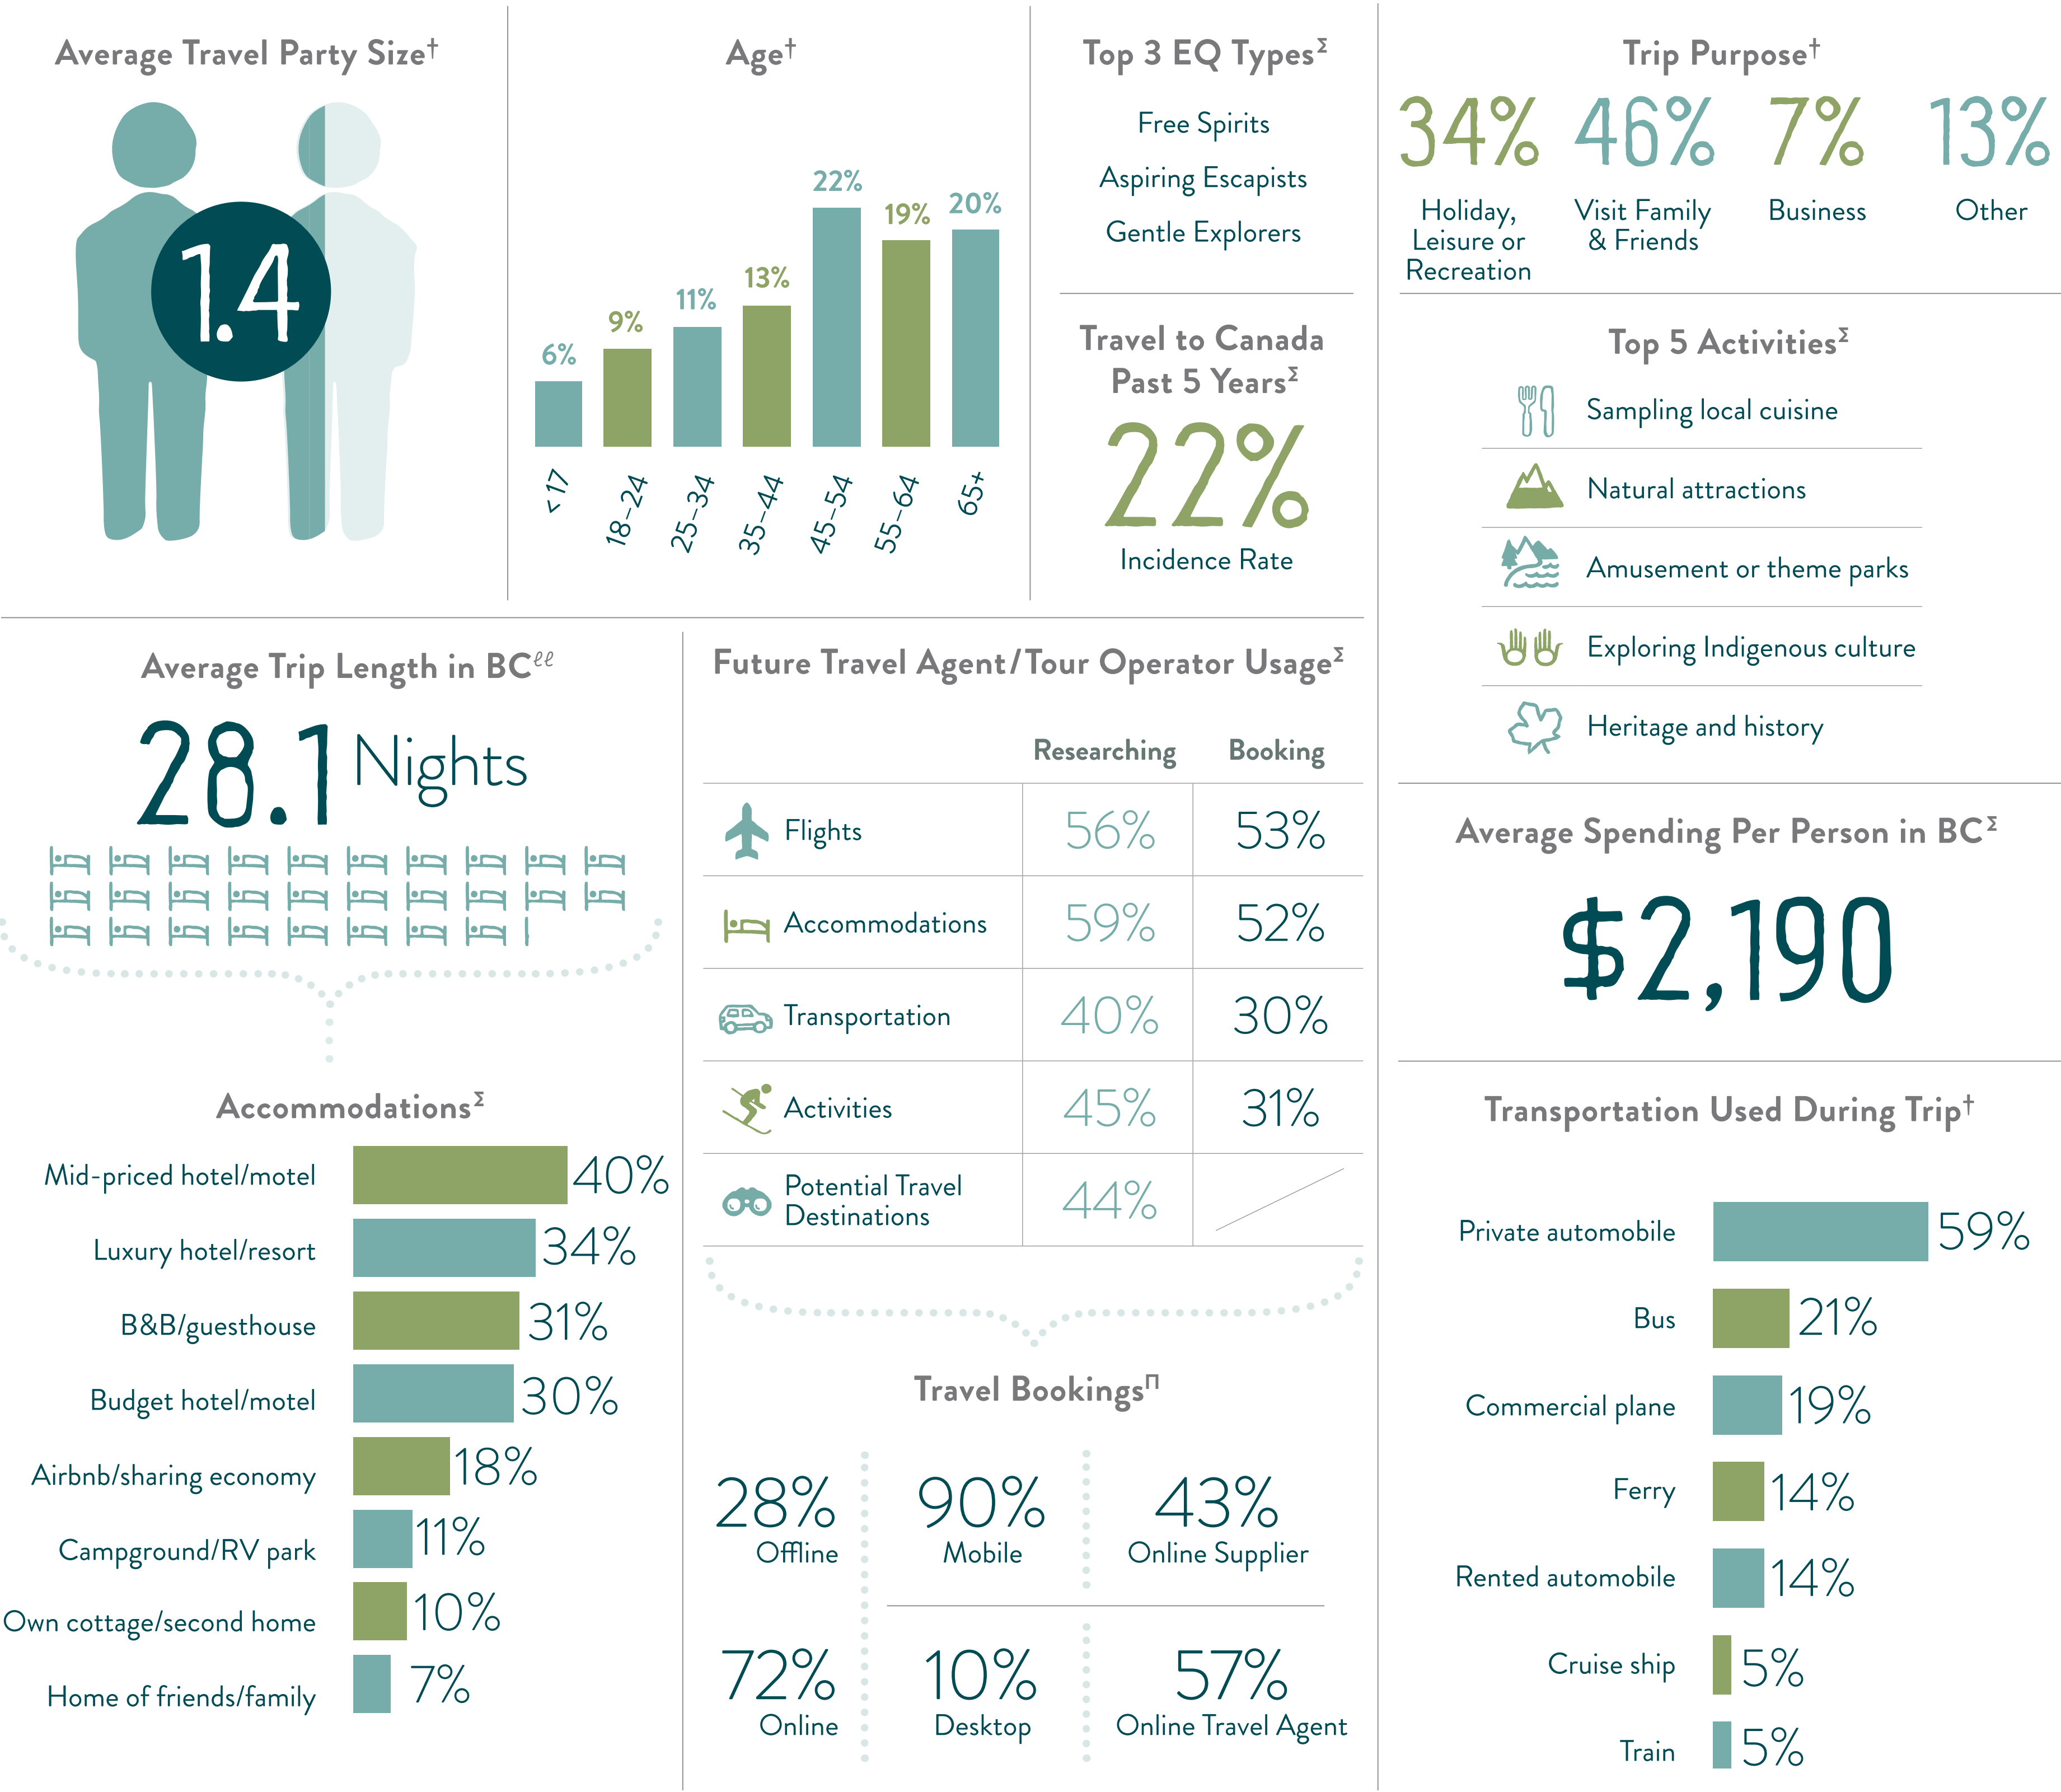 Average Travel Party Size†
1.4
Age†
6%
9%
11%
13%
22%
19%
20%
<17
18–24
25–34
35–44
45–54
55–64
65+
Top 3 EQ TypesΣ
Free Spirits
Aspiring Escapists
Gentle Explorers
Travel to Canada
Past 5 YearsΣ
22%
Incidence Rate
Trip Purpose†
34% 46% 7% 13%
Holiday,
Leisure or
Recreation
Visit Family
& Friends
Business
Other
Top 5 ActivitiesΣ
Sampling local cuisine
Natural attractions
Amusement or theme parks
Exploring Indigenous culture
Heritage and history
Average Trip Length in BCℓℓ
28.1 Nights
Accommodations Σ
Mid-priced hotel/motel 40%
Luxury hotel/resort 34%
B&B/guesthouse 31%
Budget hotel/motel 30%
Airbnb/sharing economy 18%
Campground/RV park 11%
Own cottage/second home 10%
Home of friends/family 7%
Future Travel Agent/Tour Operator UsageΣ
Researching Booking
Flights 56% 53%
Accommodations 59% 52%
Transportation 40% 30%
Activities 45% 31%
Potential Travel
Destinations
44%
Travel BookingsΠ
28% 90% 43%
Offline Mobile Online Supplier
72% 10% 57%
Online Desktop Online Travel Agent
Average Spending Per Person in BCΣ
$2,190
Transportation Used During Trip†
Private automobile 59%
Bus 21%
Commercial plane 19%
Ferry 14%
Rented automobile 14%
Cruise ship 5%
Train 5%